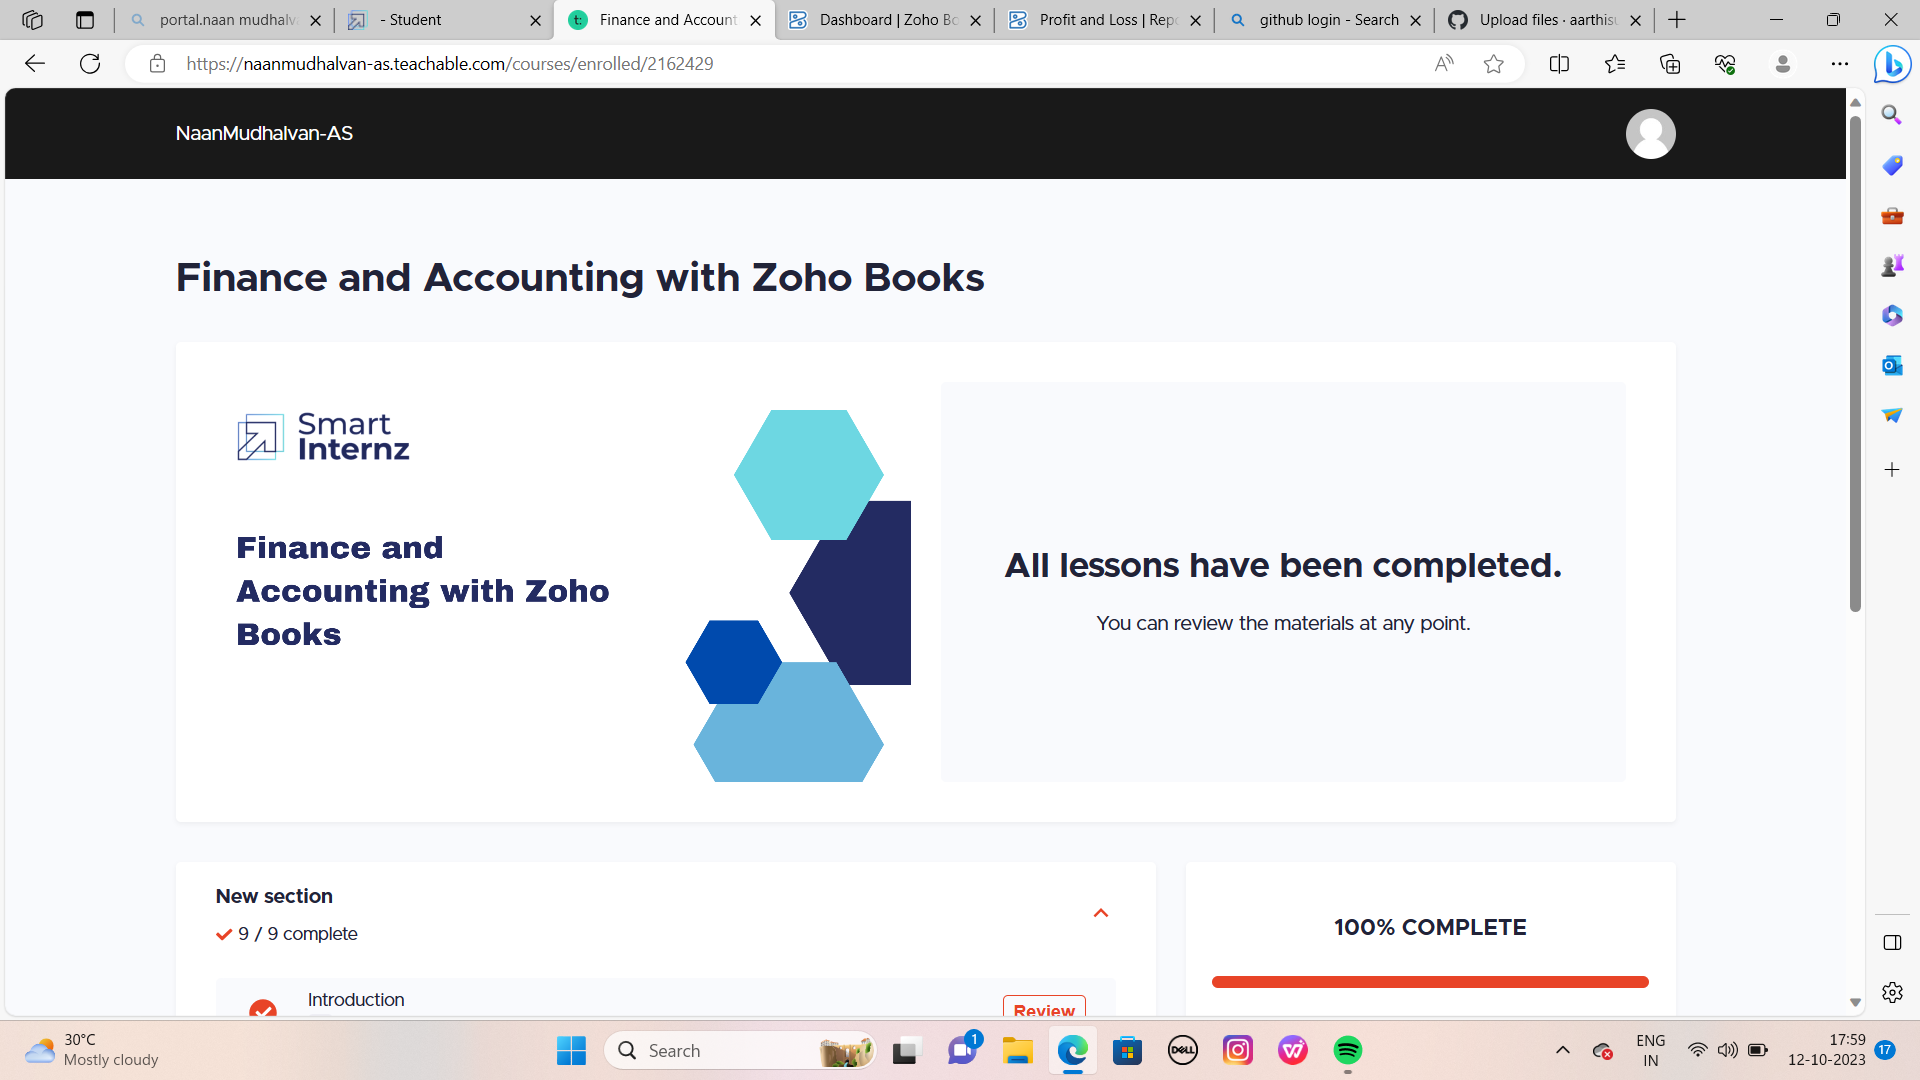 portal.naan mudhalv
- Student
Finance and Account
Dashboard | Zoho Bo
Profit and Loss | Repo
github login - Search
Upload files · aarthisu
https://naanmudhalvan-as.teachable.com/courses/enrolled/2162429
NaanMudhalvan-AS
Finance and Accounting with Zoho Books
Smart
Internz
Finance and
Accounting with Zoho
Books
All lessons have been completed.
You can review the materials at any point.
New section
9 / 9 complete
100% COMPLETE
Introduction
Review
30°C
Mostly cloudy
Search
1
DELL
ENG
IN
17:59
12-10-2023
17